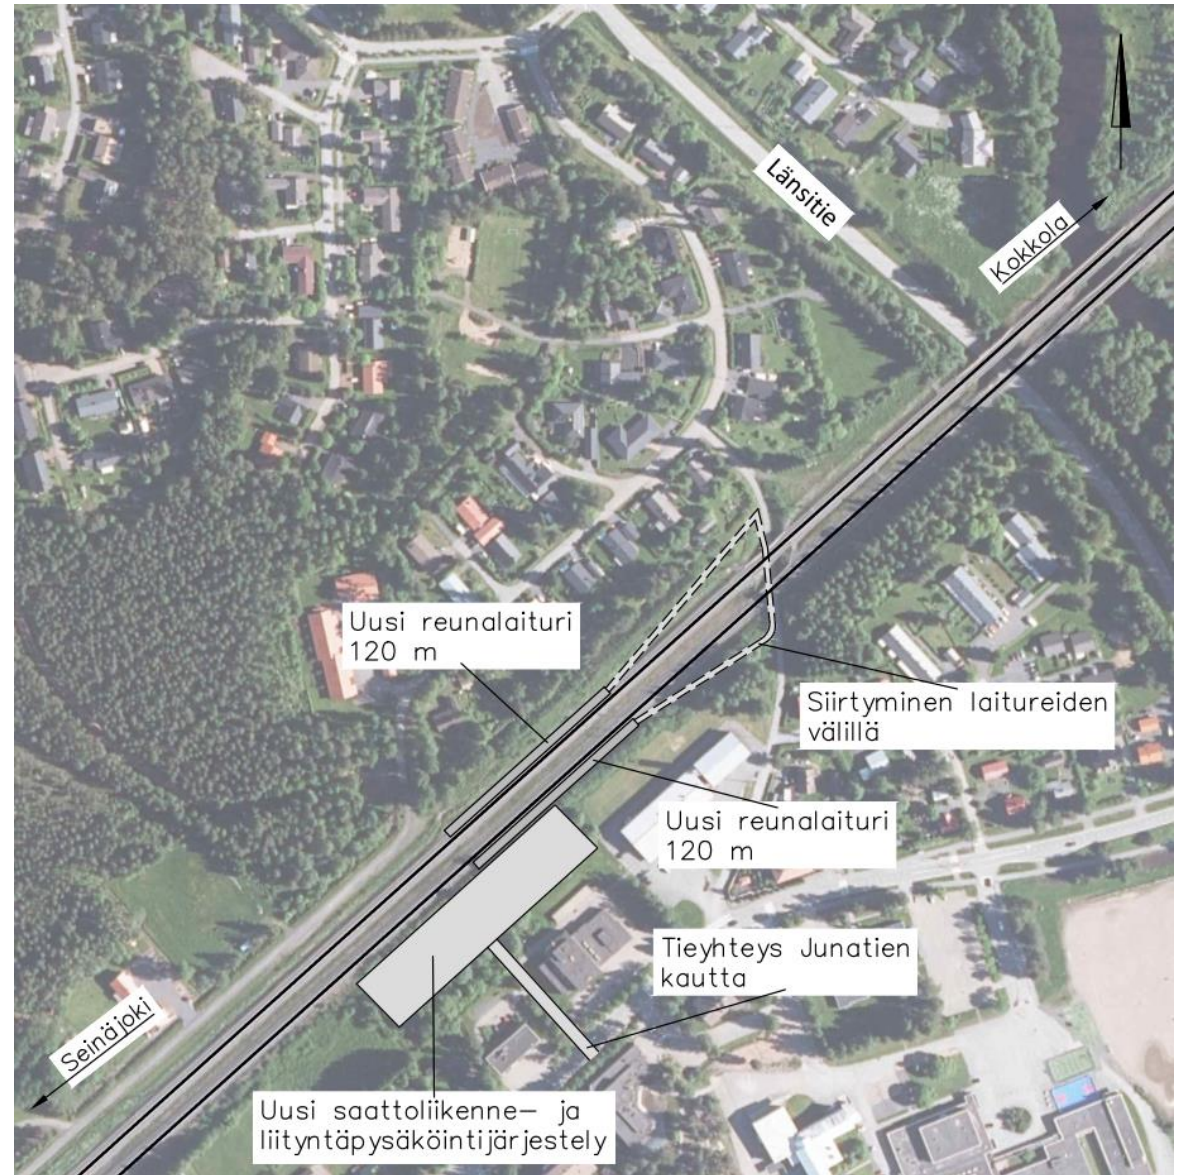 Länsitie
Kokkola
Uusi reunalaituri
120 m
Siirtyminen laitureiden
välillä
Uusi reunalaituri
120 m
Tieyhteys Junatien
kautta
Seinäjoki
Uusi saattoliikenne– ja
liityntäpysäköintijärjestely